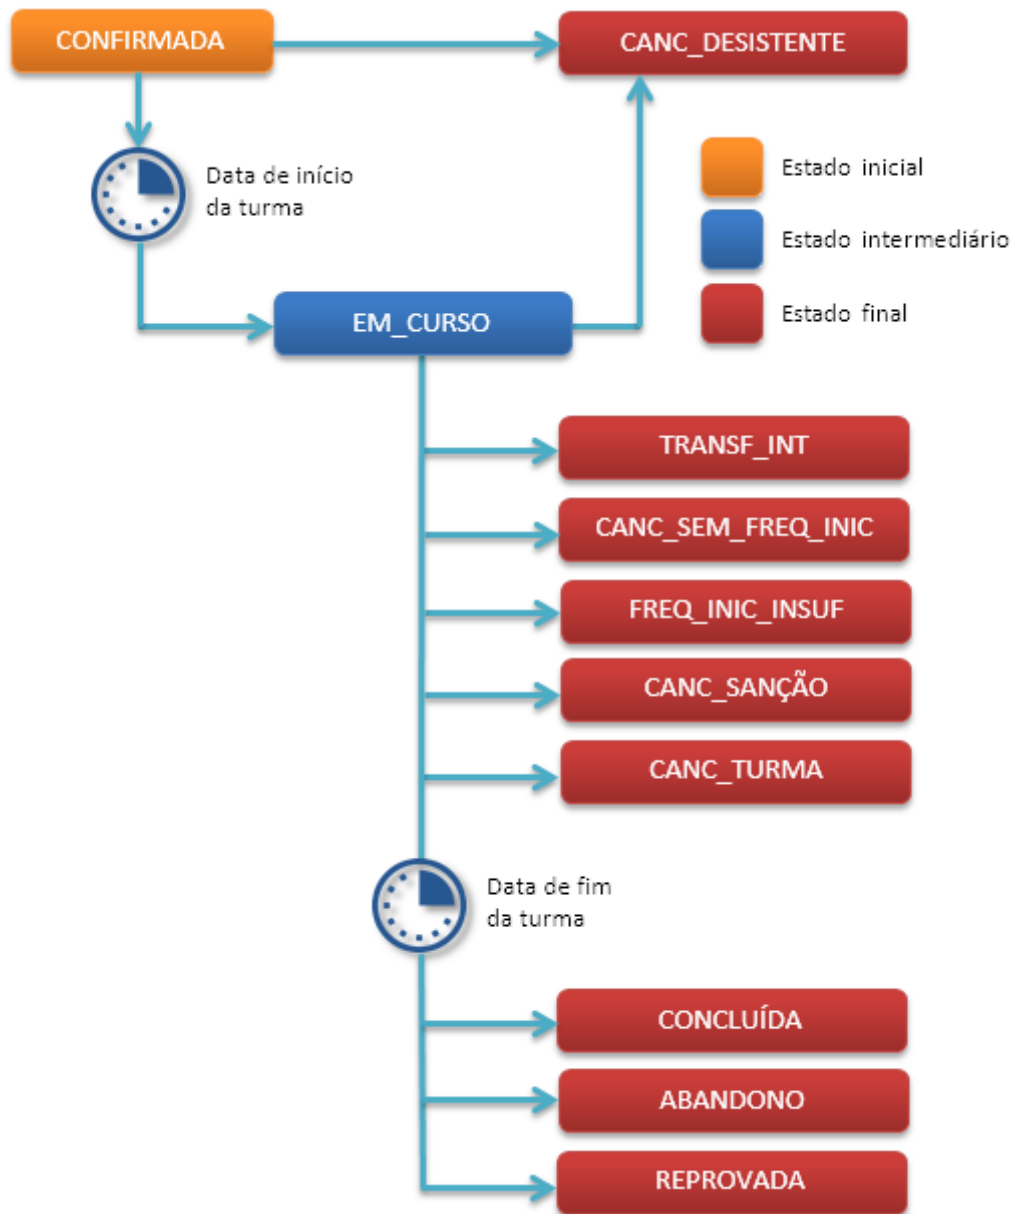 CONFIRMADA
CANC_DESISTENTE
Data de início
da turma
Estado inicial
Estado intermediário
Estado final
EM_CURSO
TRANSF_INT
CANC_SEM_FREQ_INIC
FREQ_INIC_INSUF
CANC_SANÇÃO
CANC_TURMA
Data de fim
da turma
CONCLUÍDA
ABANDONO
REPROVADA